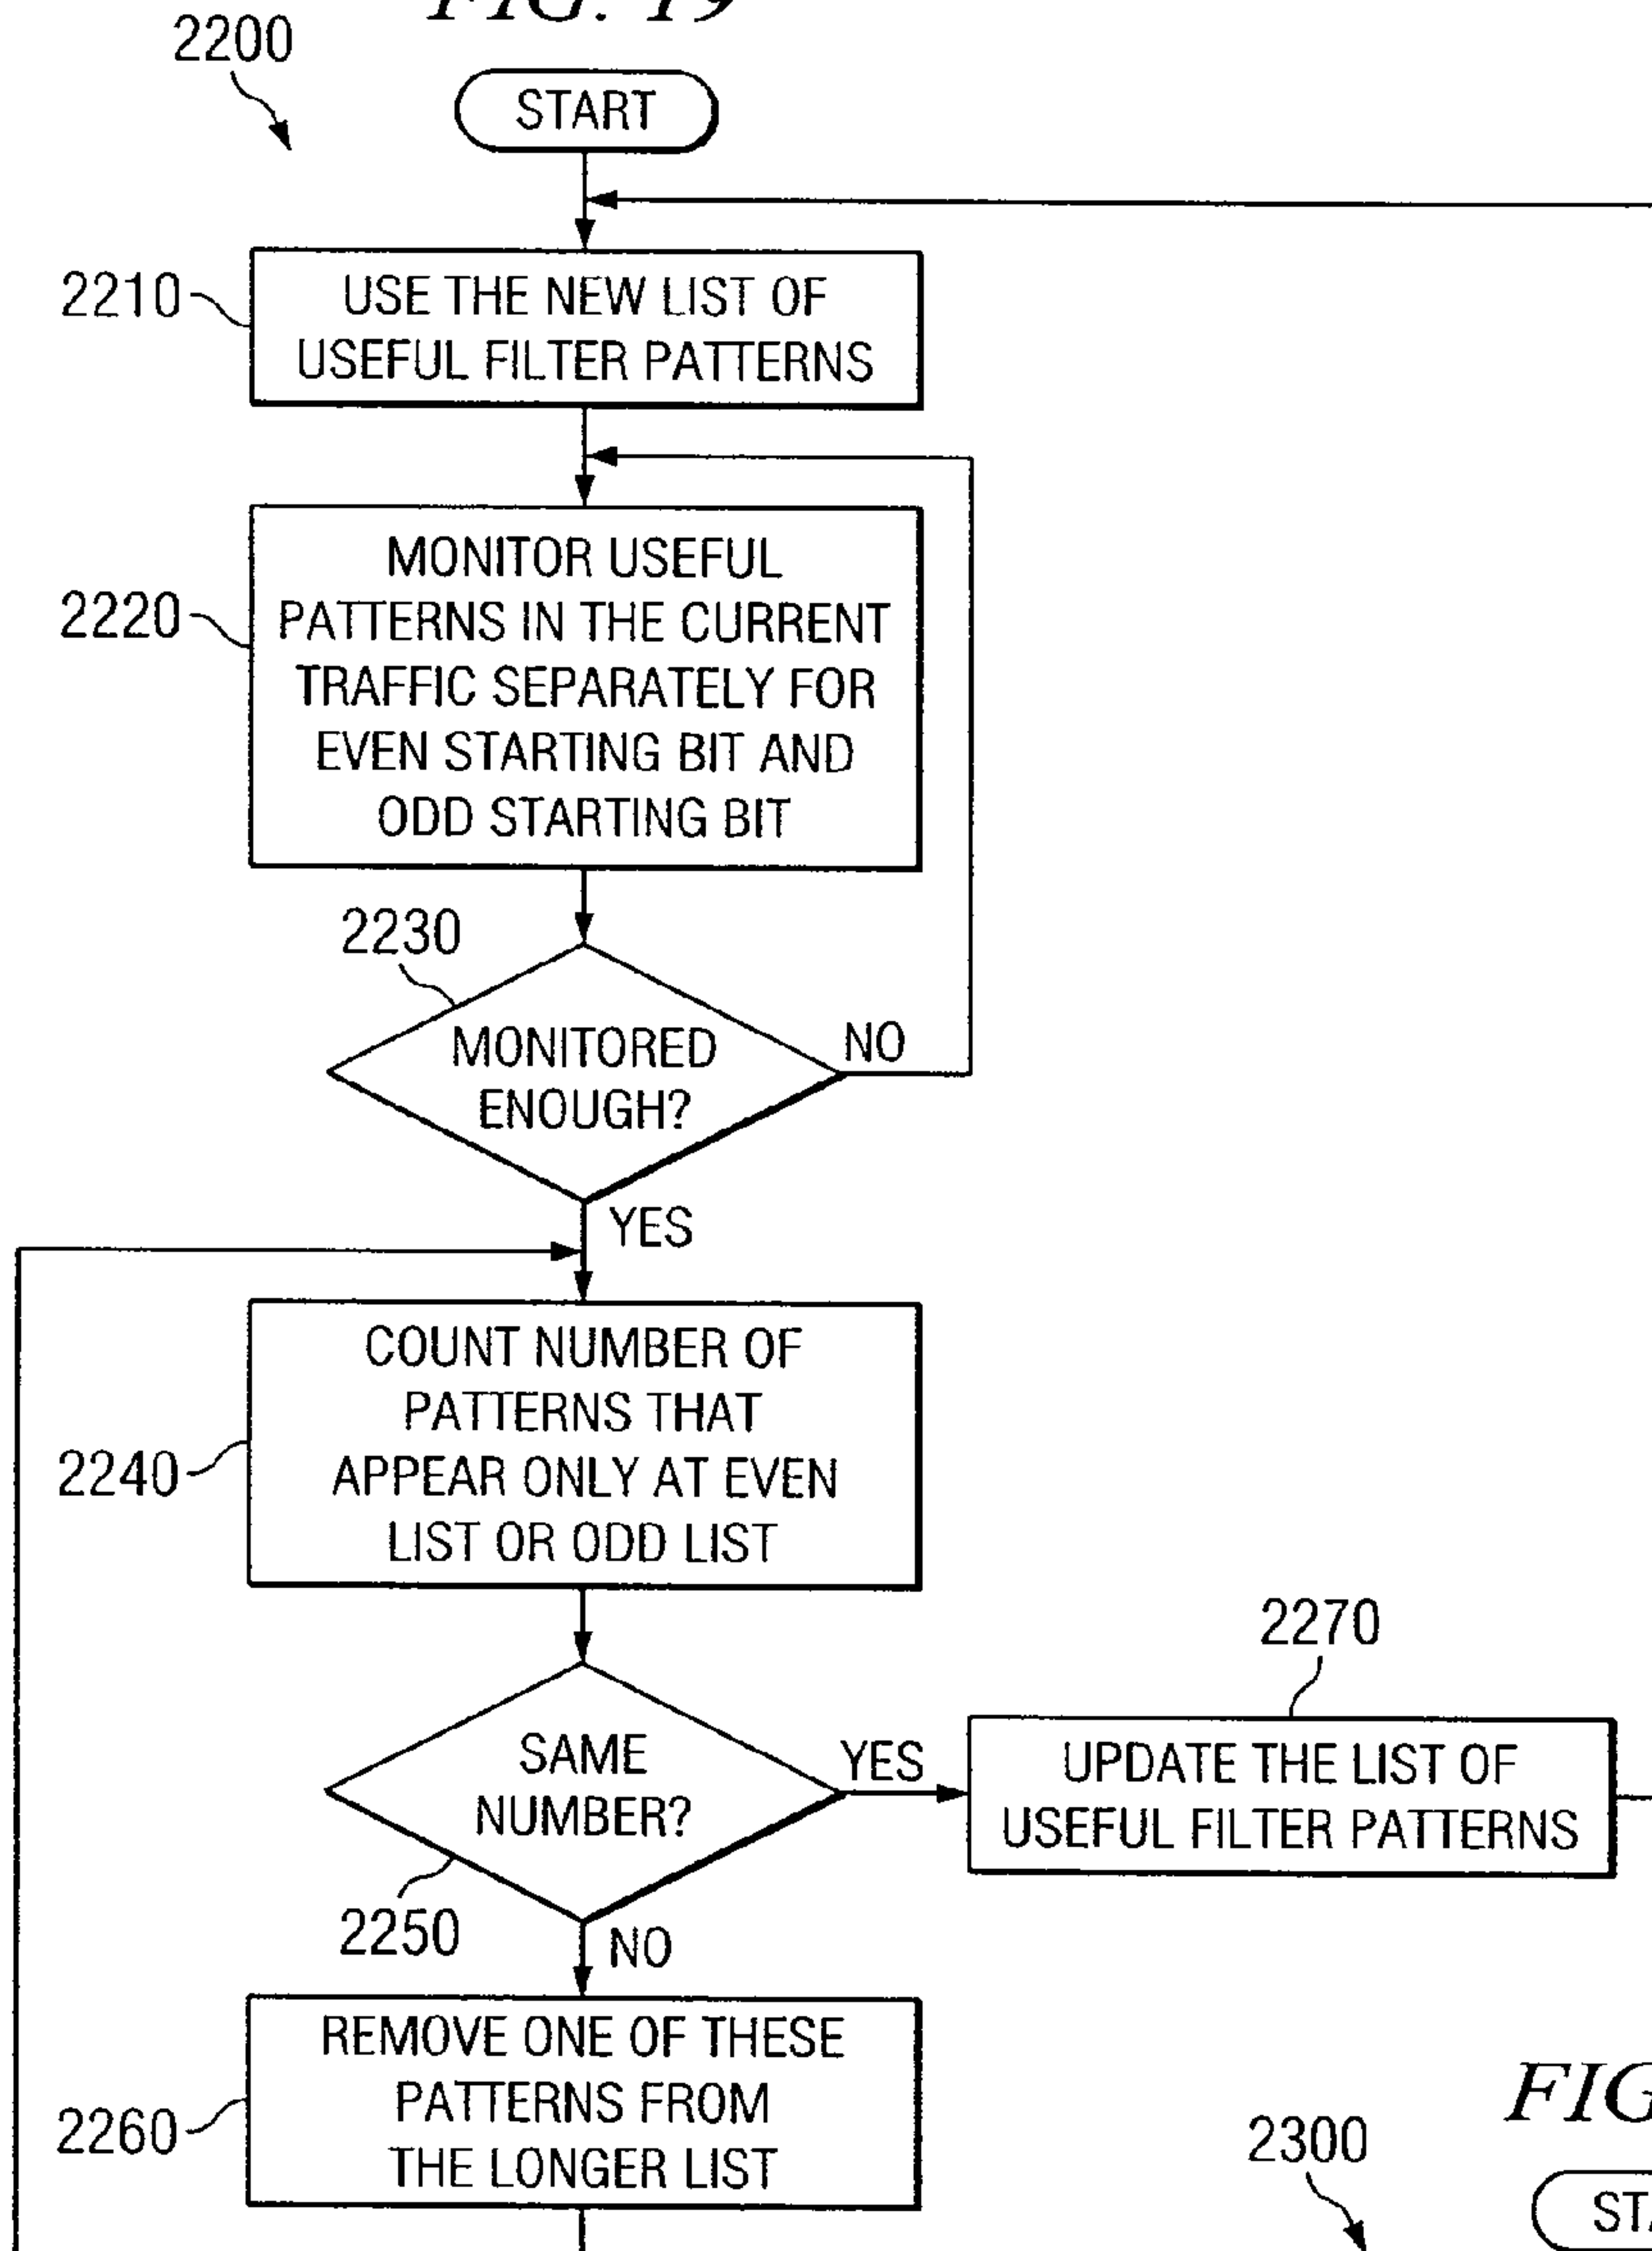 FIG. 19
2200
START
2210
USE THE NEW LIST OF
USEFUL FILTER PATTERNS
2220
MONITOR USEFUL
PATTERNS IN THE CURRENT
TRAFFIC SEPARATELY FOR
EVEN STARTING BIT AND
ODD STARTING BIT
2230
MONITORED
ENOUGH?
NO
YES
2240
COUNT NUMBER OF
PATTERNS THAT
APPEAR ONLY AT EVEN
LIST OR ODD LIST
SAME
NUMBER?
YES
2250
NO
2270
UPDATE THE LIST OF
USEFUL FILTER PATTERNS
2260
REMOVE ONE OF THESE
PATTERNS FROM
THE LONGER LIST
FIG
2300